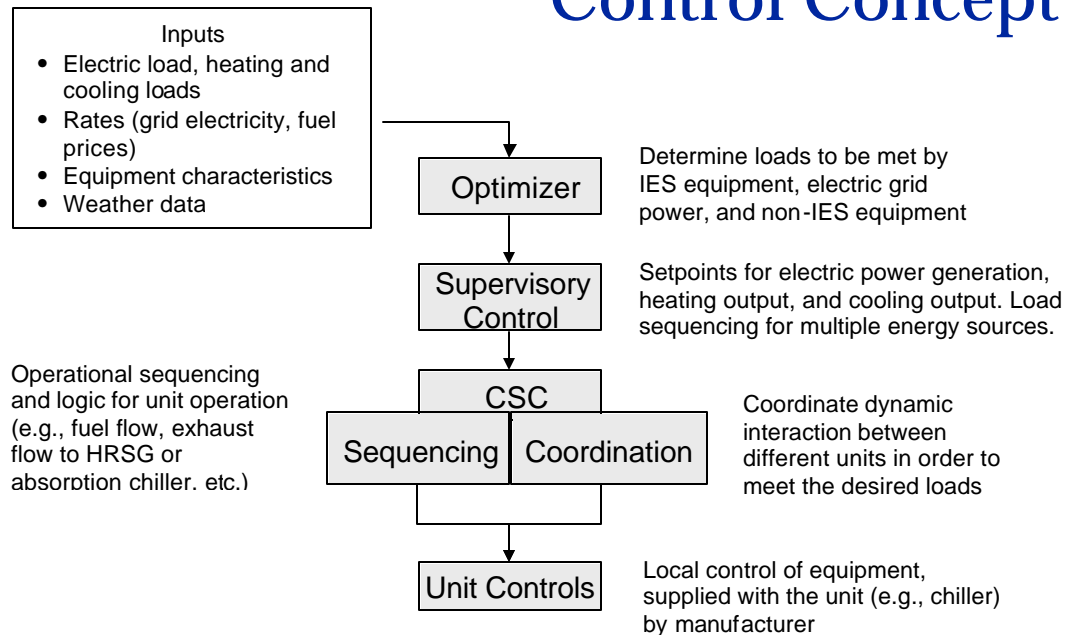 Control Concept
Inputs
• Electric load, heating and
cooling loads
• Rates (grid electricity, fuel
prices)
• Equipment characteristics
• Weather data
Optimizer
Determine loads to be met by
IES equipment, electric grid
power, and non-IES equipment
Supervisory
Control
Setpoints for electric power generation,
heating output, and cooling output. Load
sequencing for multiple energy sources.
Operational sequencing
and logic for unit operation
(e.g., fuel flow, exhaust
flow to HRSG or
absorption chiller, etc.)
CSC
Sequencing
Coordination
Coordinate dynamic
interaction between
different units in order to
meet the desired loads
Unit Controls
Local control of equipment,
supplied with the unit (e.g., chiller)
by manufacturer